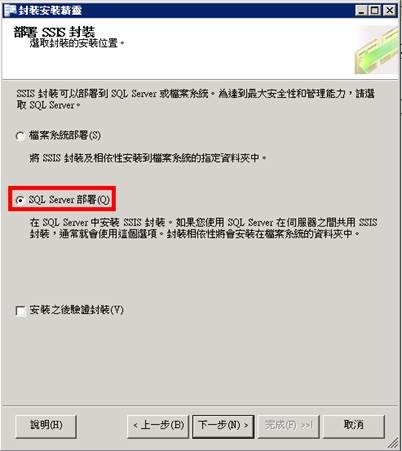 封裝安裝精靈
部署 SSIS 封裝
選取封裝的安裝位置。
SSIS 封裝可以部署到 SQL Server 或檔案系統。為達到最大安全性和管理能力，請選
取 SQL Server。
檔案系統部署(S)
將 SSIS 封裝及相依性安裝到檔案系統的指定資料夾中。
SQL Server 部署(Q)
在 SQL Server 中安裝 SSIS 封裝。如果您使用 SQL Server 在伺服器之間共用 SSIS
封裝，通常就會使用這個選項。封裝相依性將會安裝在檔案系統的資料夾中。
安裝之後驗證封裝(V)
說明(H)
< 上一步(B)
下一步(N) >
完成(F) >>|
取消